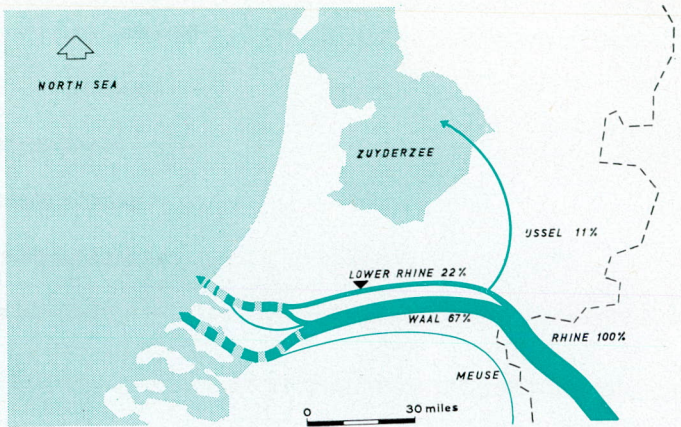 NORTH SEA
ZUYDERZEE
IJSSEL 11%
LOWER RHINE 22%
WAAL 67%
RHINE 100%
MEUSE
0 30 miles